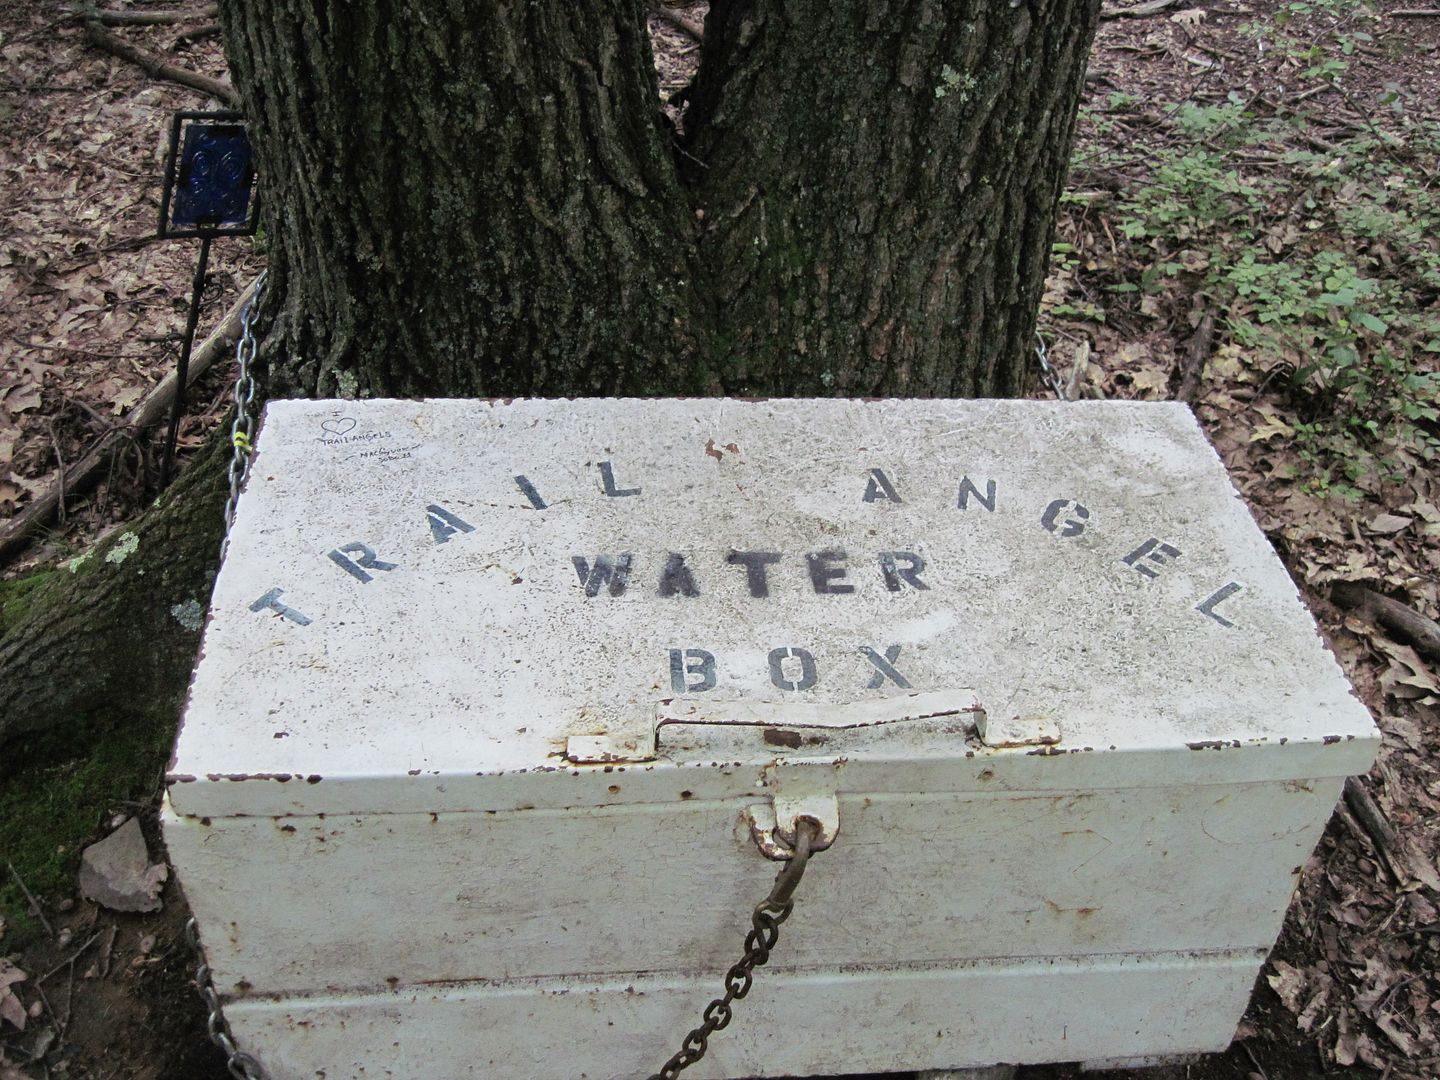 I
TRAIL ANGELS
TRAIL ANGEL
WATER
BOX